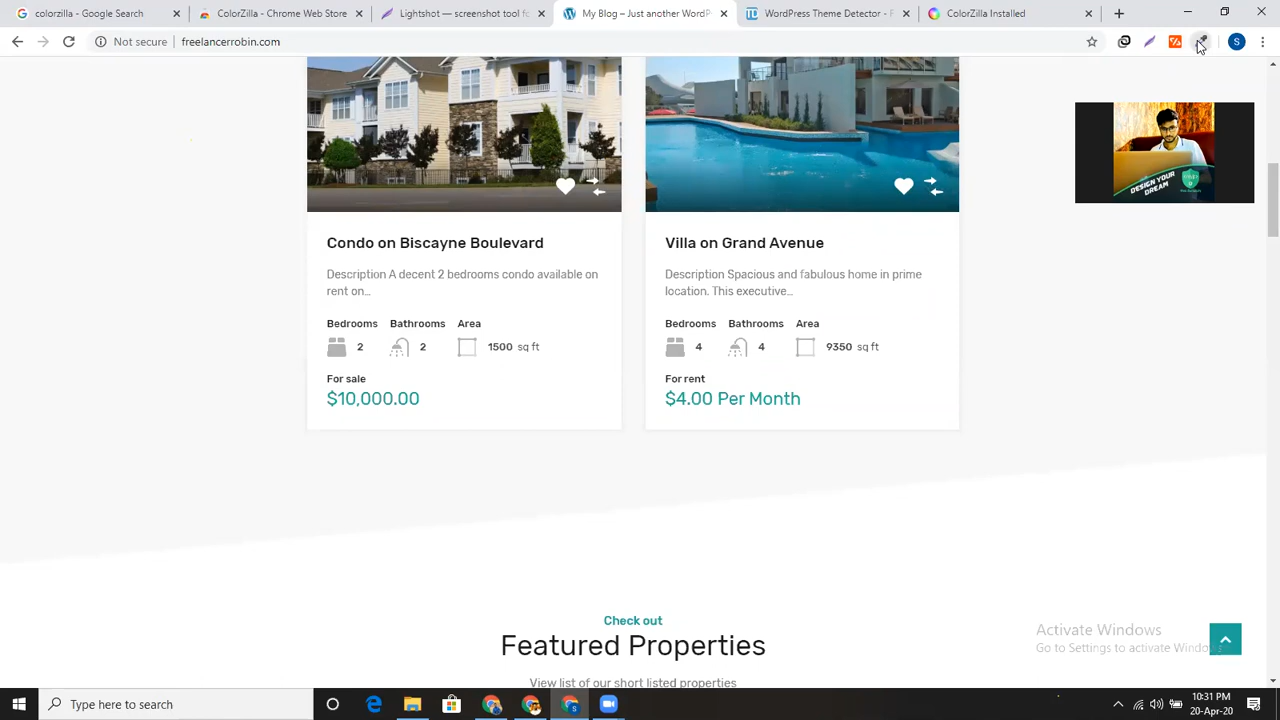 colorzilla - Google Search
ColorZilla - Chrome Web Store
Lightshot — screenshot tool for
My Blog – Just another WordPr
WordPress Theme Detector - F
ColorZilla Installed
Not secure
freelancerrobin.com
S
DESIGN YOUR
DREAM
Condo on Biscayne Boulevard
Description A decent 2 bedrooms condo available on
rent on...
Bedrooms Bathrooms Area
2 2 1500 sq ft
For sale
$10,000.00
Villa on Grand Avenue
Description Spacious and fabulous home in prime
location. This executive...
Bedrooms Bathrooms Area
4 4 9350 sq ft
For rent
$4.00 Per Month
Check out
Featured Properties
View list of our short listed properties
Activate Windows
Go to Settings to activate Windows.
Type here to search
10:31 PM
20-Apr-20